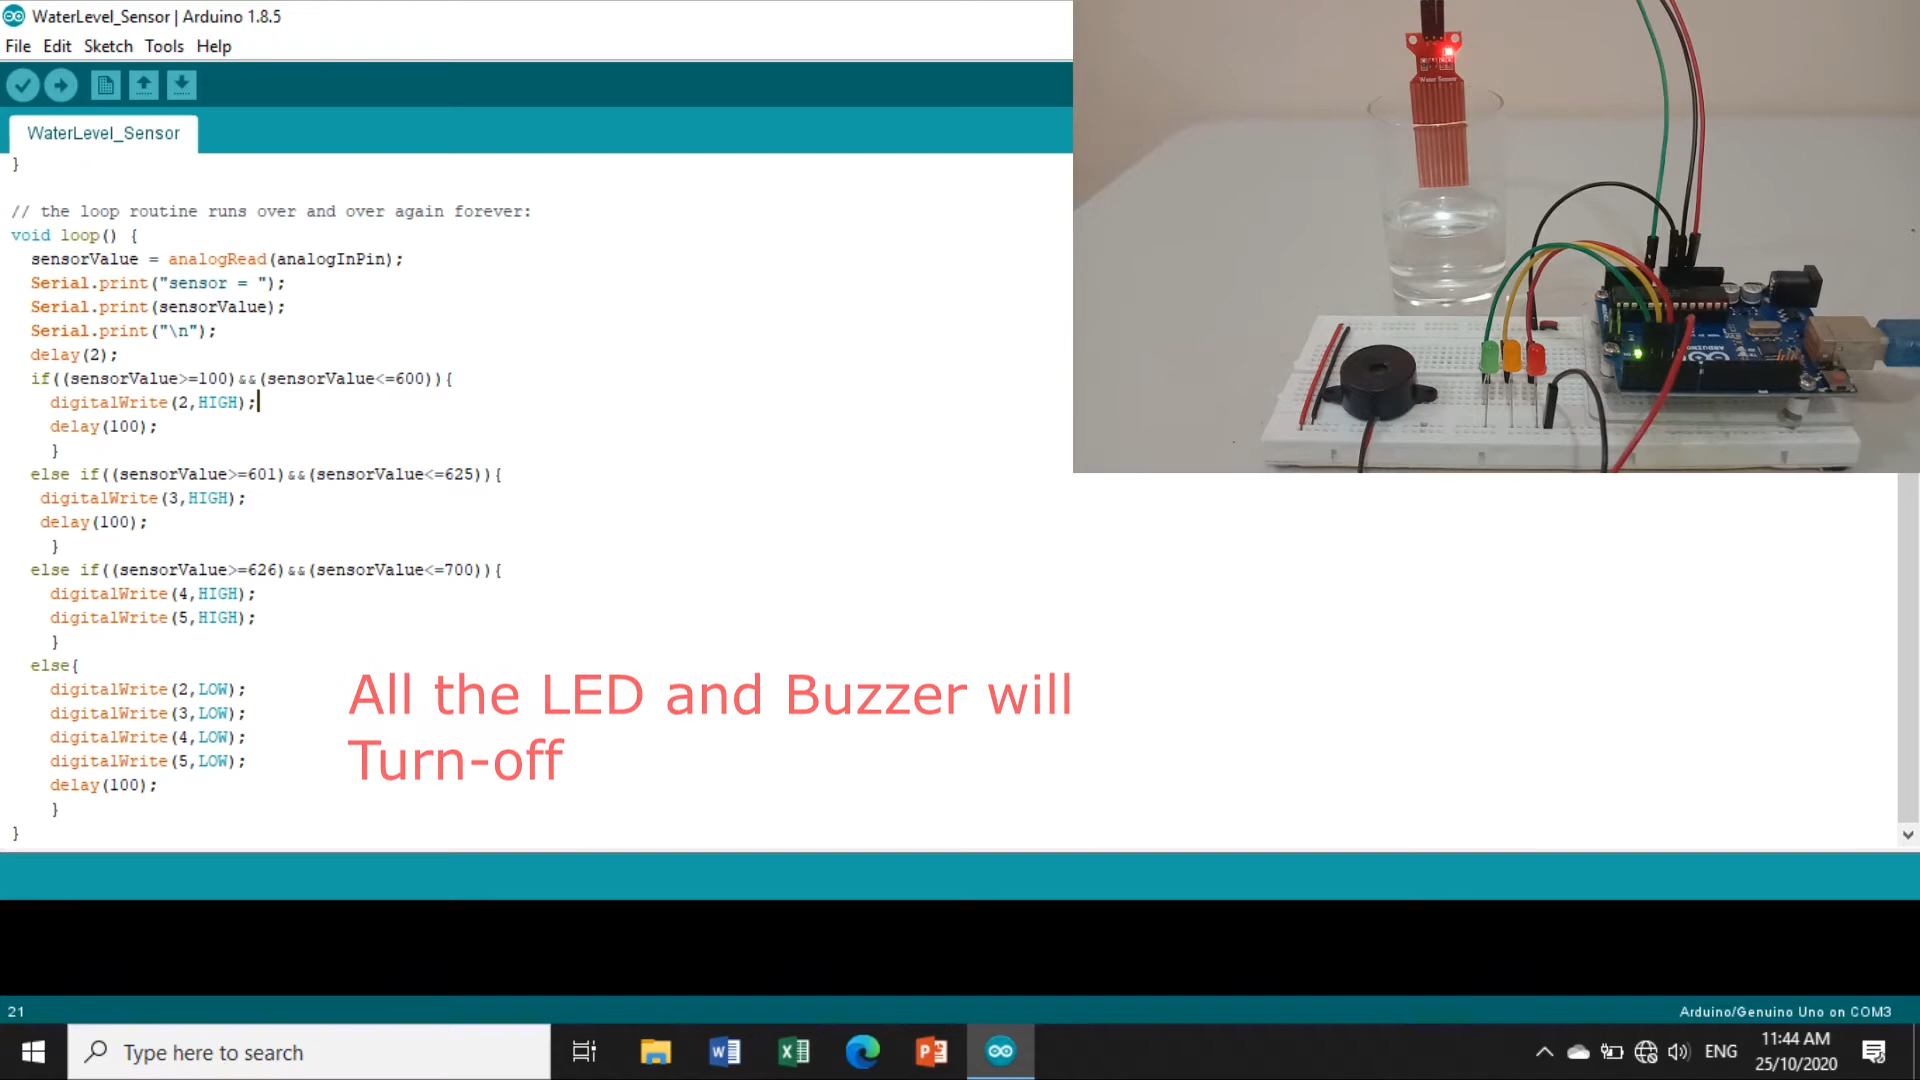 WaterLevel_Sensor | Arduino 1.8.5
File Edit Sketch Tools Help
WaterLevel_Sensor
}
// the loop routine runs over and over again forever:
void loop() {
sensorValue = analogRead(analogInPin);
Serial.print("sensor = ");
Serial.print(sensorValue);
Serial.print("\n");
delay(2);
if((sensorValue>=100)&&(sensorValue<=600)){
digitalWrite(2,HIGH);
delay(100);
}
else if((sensorValue>=601)&&(sensorValue<=625)){
digitalWrite(3,HIGH);
delay(100);
}
else if((sensorValue>=626)&&(sensorValue<=700)){
digitalWrite(4,HIGH);
digitalWrite(5,HIGH);
}
else{
digitalWrite(2,LOW);
digitalWrite(3,LOW);
digitalWrite(4,LOW);
digitalWrite(5,LOW);
delay(100);
}
}
All the LED and Buzzer will
Turn-off
Water Sensor
ARDUINO
21
Arduino/Genuino Uno on COM3
Type here to search
ENG
11:44 AM
25/10/2020